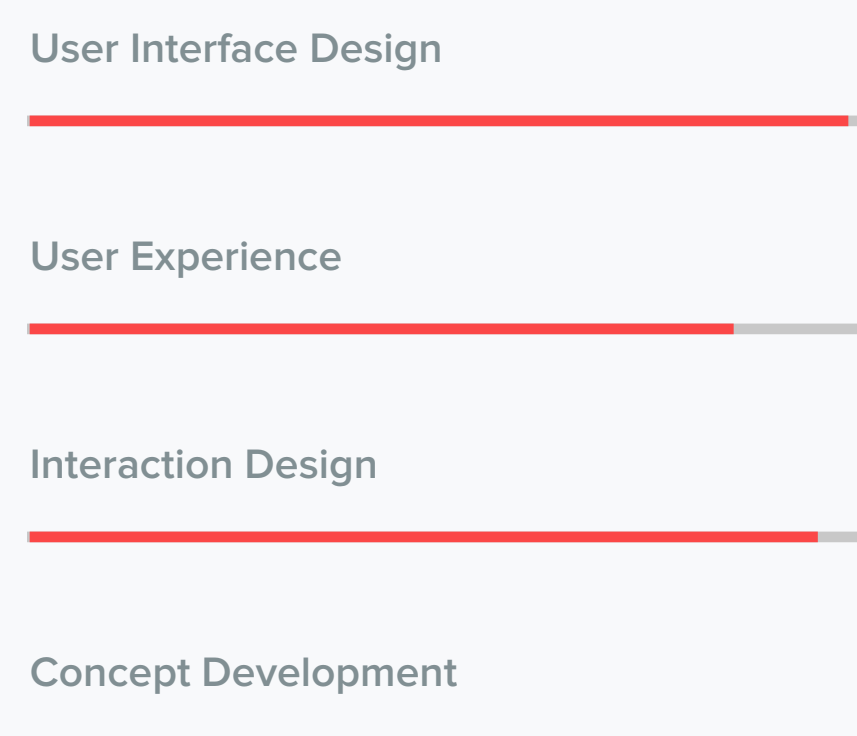 User Interface Design
User Experience
Interaction Design
Concept Development